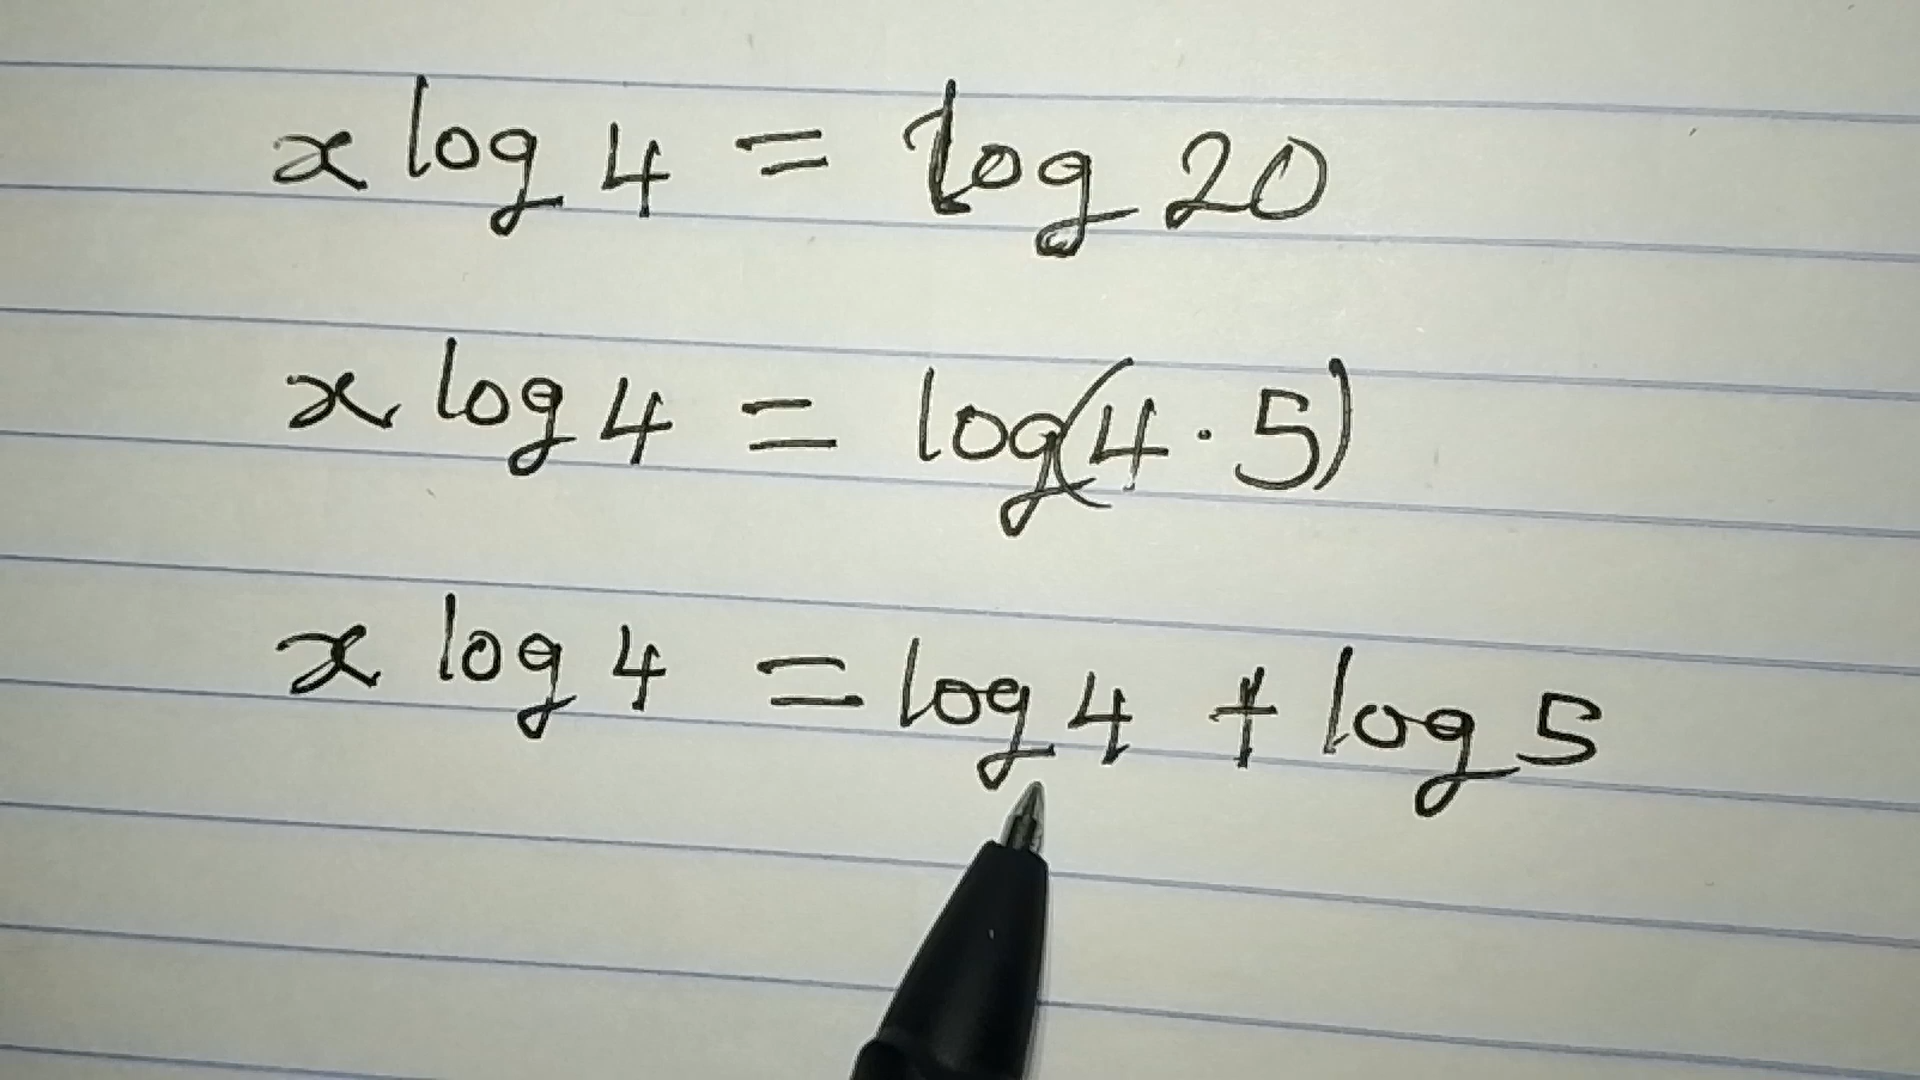 x log 4 = log 20
x log 4 = log(4·5)
x log 4 = log 4 + log 5